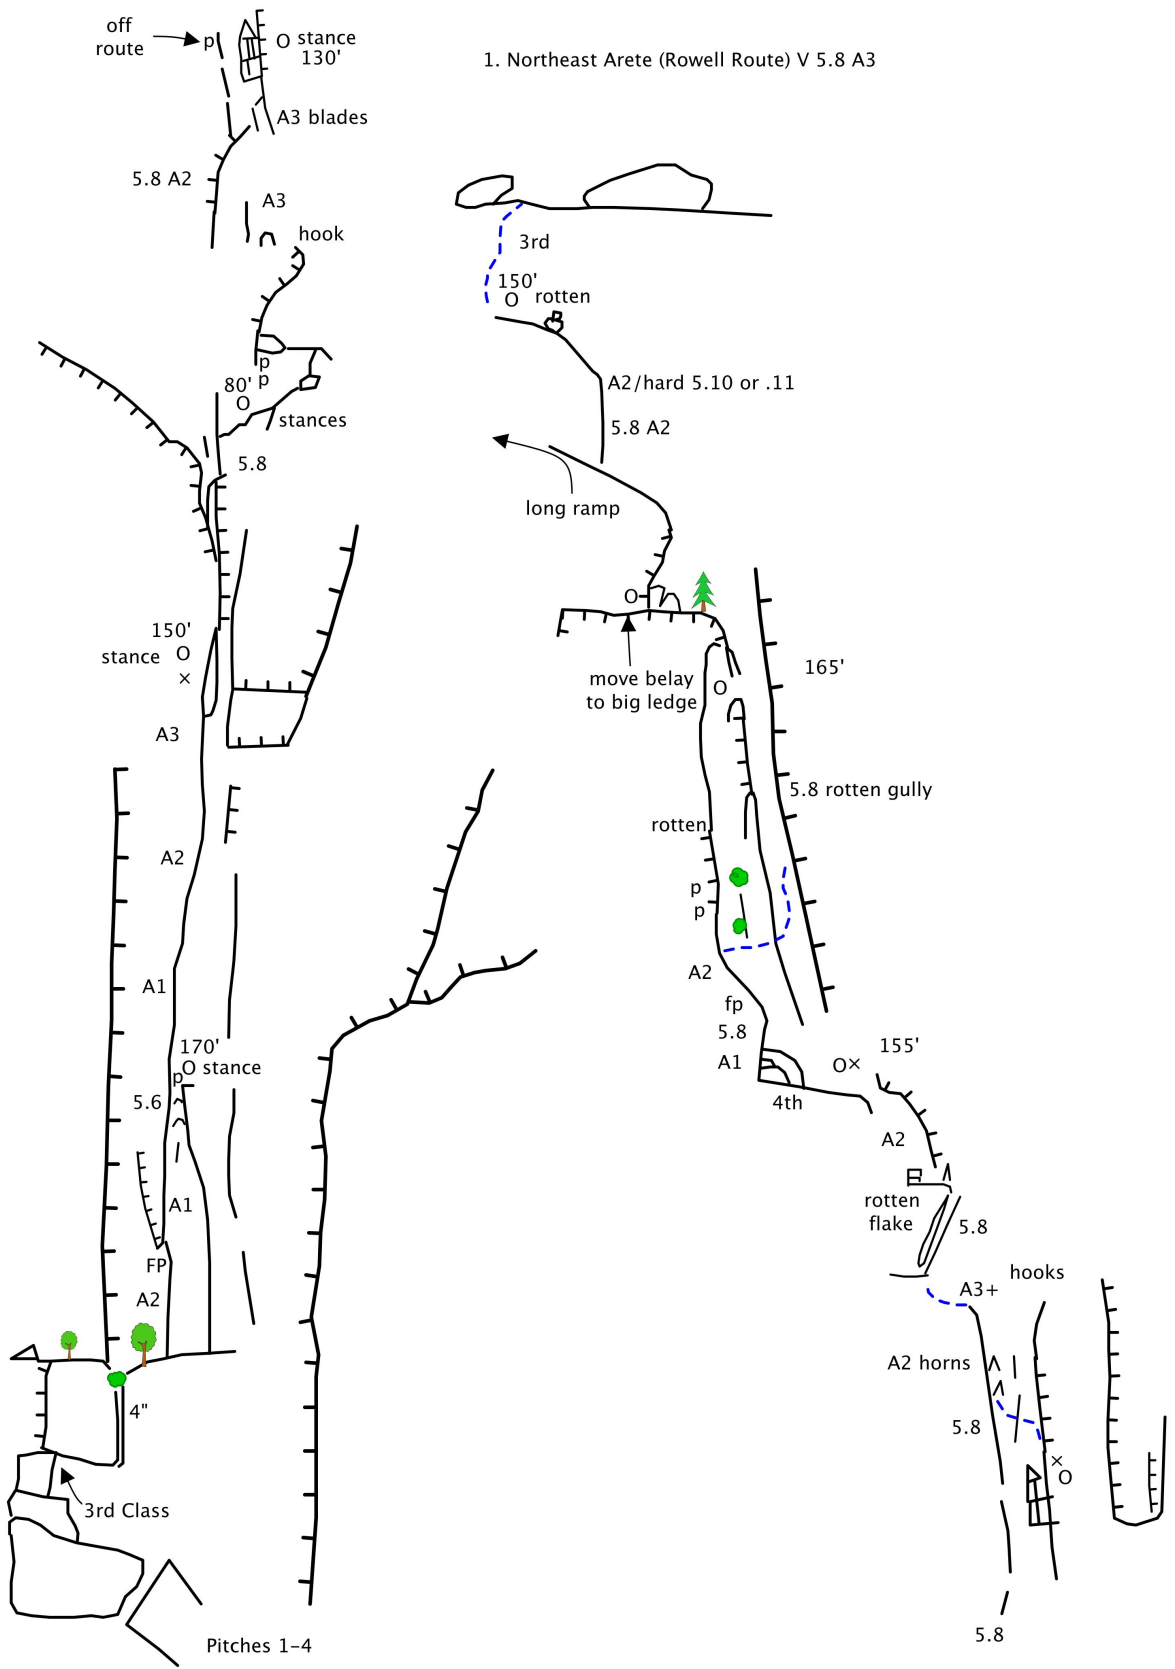 1. Northeast Arete (Rowell Route) V 5.8 A3
off
route
p
O stance
130'
A3 blades
5.8 A2
A3
hook
p
p
80'
O
stances
5.8
150'
stance O
×
A3
A2
A1
170'
O stance
p
5.6
A1
FP
A2
4"
3rd Class
Pitches 1–4
3rd
150'
O rotten
A2/hard 5.10 or .11
5.8 A2
long ramp
O
move belay
to big ledge
O
165'
5.8 rotten gully
rotten
p
p
A2
fp
5.8
A1
4th
O×
155'
A2
rotten
flake
5.8
A3+
hooks
A2 horns
5.8
×
O
5.8